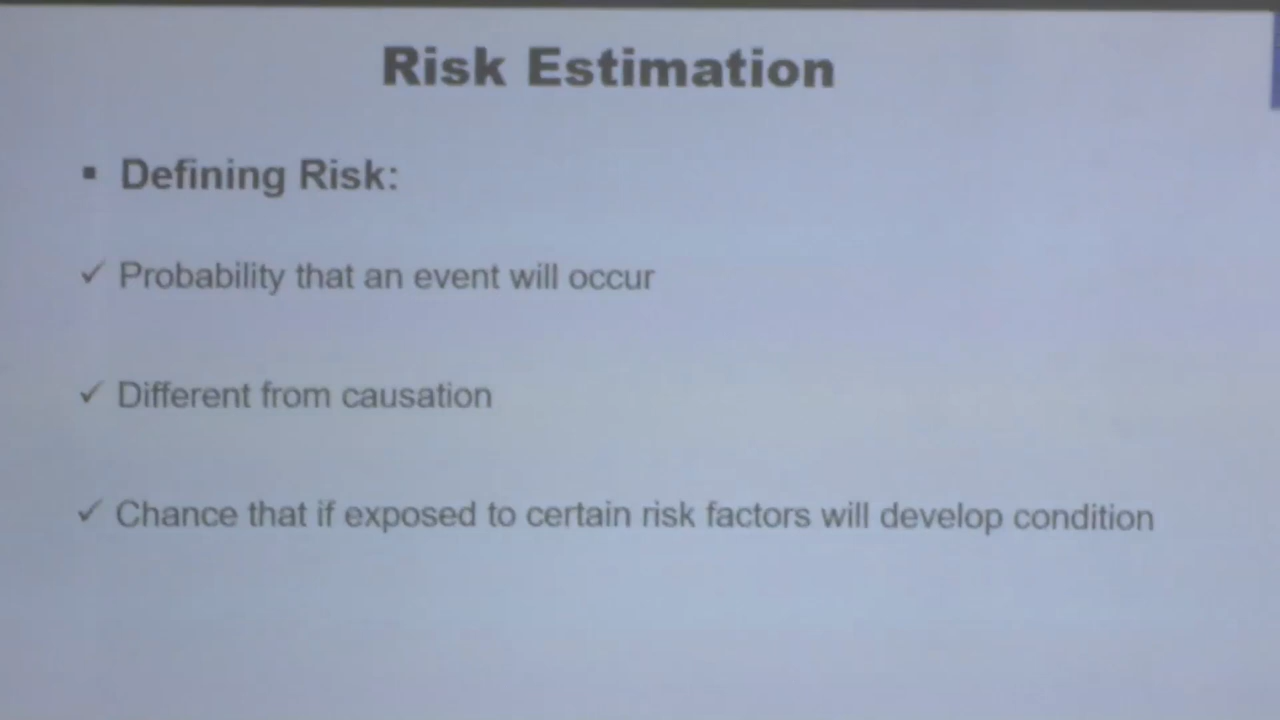 Risk Estimation
▪ Defining Risk:
✓ Probability that an event will occur
✓ Different from causation
✓ Chance that if exposed to certain risk factors will develop condition